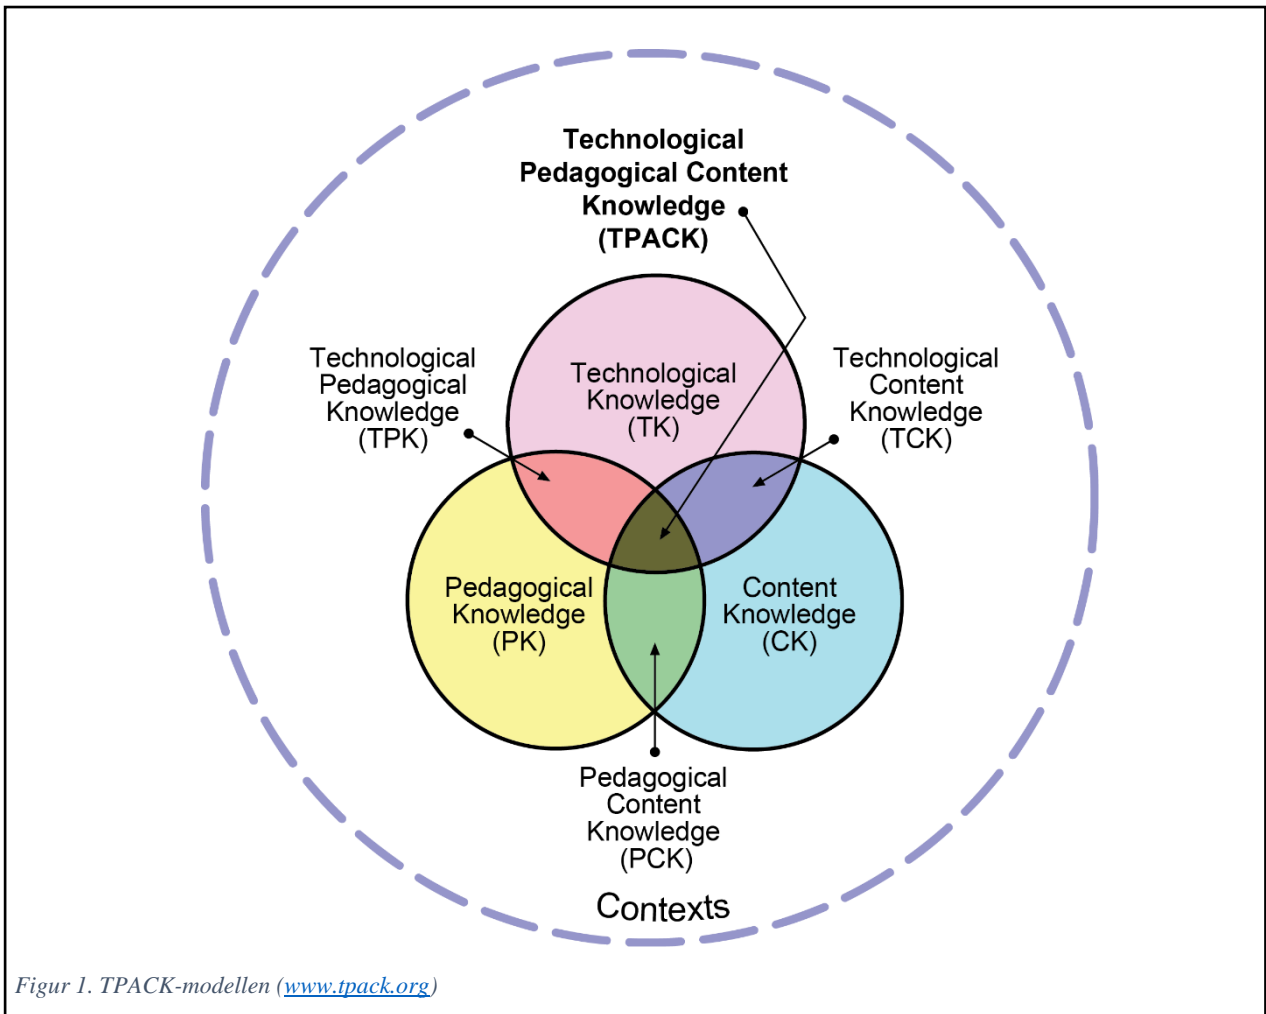 Technological
Pedagogical Content
Knowledge
(TPACK)
Technological
Pedagogical
Knowledge
(TPK)
Technological
Knowledge
(TK)
Technological
Content
Knowledge
(TCK)
Pedagogical
Knowledge
(PK)
Content
Knowledge
(CK)
Pedagogical
Content
Knowledge
(PCK)
Contexts
Figur 1. TPACK-modellen (www.tpack.org)